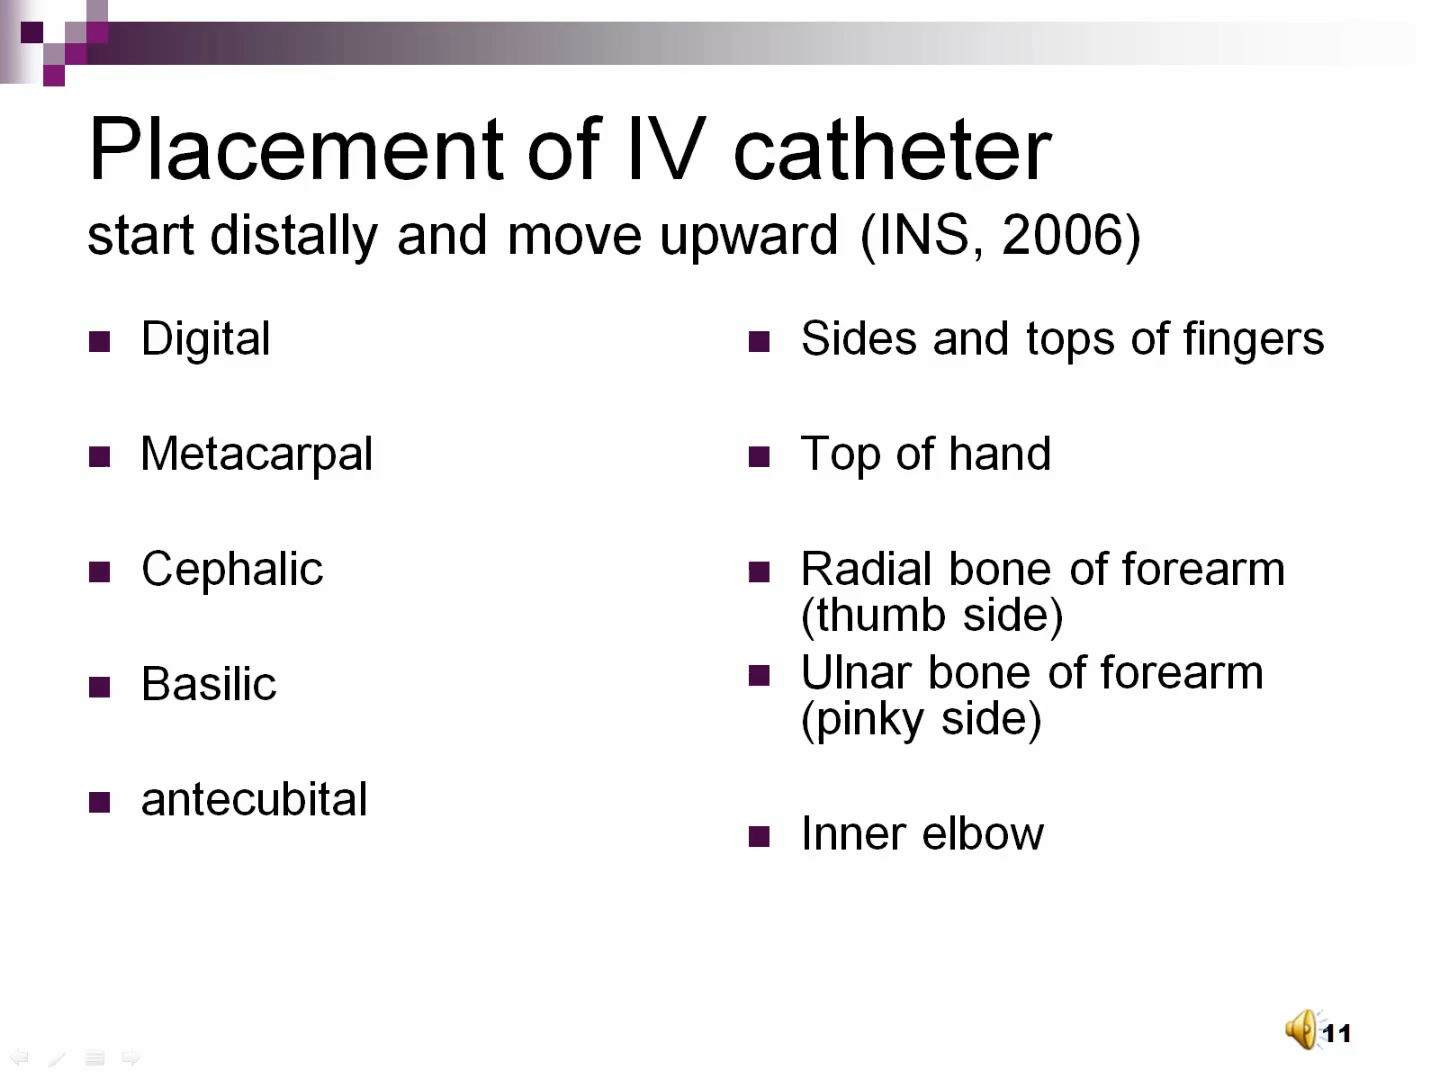 Placement of IV catheter
start distally and move upward (INS, 2006)
Digital
Metacarpal
Cephalic
Basilic
antecubital
Sides and tops of fingers
Top of hand
Radial bone of forearm
(thumb side)
Ulnar bone of forearm
(pinky side)
Inner elbow
11